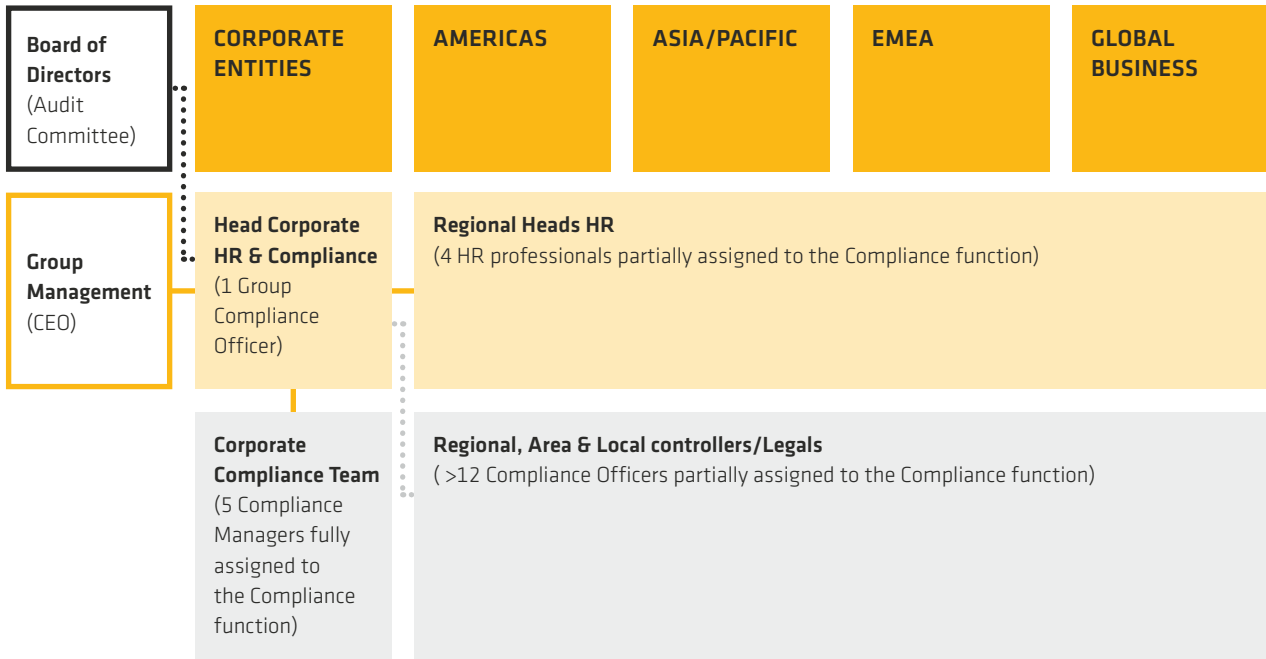 Board of
Directors
(Audit
Committee)
CORPORATE
ENTITIES
AMERICAS
ASIA/PACIFIC
EMEA
GLOBAL
BUSINESS
Group
Management
(CEO)
Head Corporate
HR & Compliance
(1 Group
Compliance
Officer)
Regional Heads HR
(4 HR professionals partially assigned to the Compliance function)
Corporate
Compliance Team
(5 Compliance
Managers fully
assigned to
the Compliance
function)
Regional, Area & Local controllers/Legals
( >12 Compliance Officers partially assigned to the Compliance function)